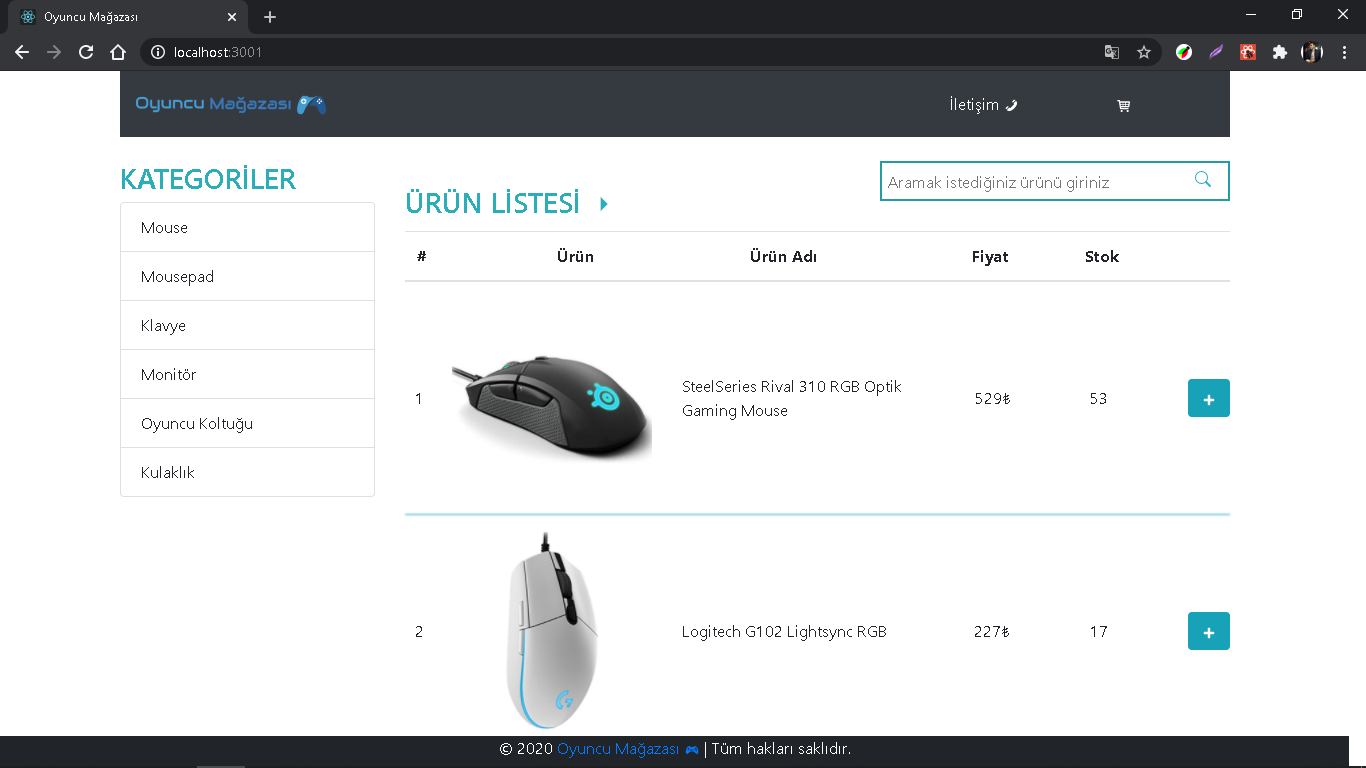 Oyuncu Mağazası
localhost:3001
Oyuncu Mağazası
İletişim
KATEGORİLER
Mouse
Mousepad
Klavye
Monitör
Oyuncu Koltuğu
Kulaklık
Aramak istediğiniz ürünü giriniz
ÜRÜN LİSTESİ
# Ürün Ürün Adı Fiyat Stok
1 SteelSeries Rival 310 RGB Optik 529₺ 53 +
Gaming Mouse
2 Logitech G102 Lightsync RGB 227₺ 17 +
© 2020 Oyuncu Mağazası | Tüm hakları saklıdır.